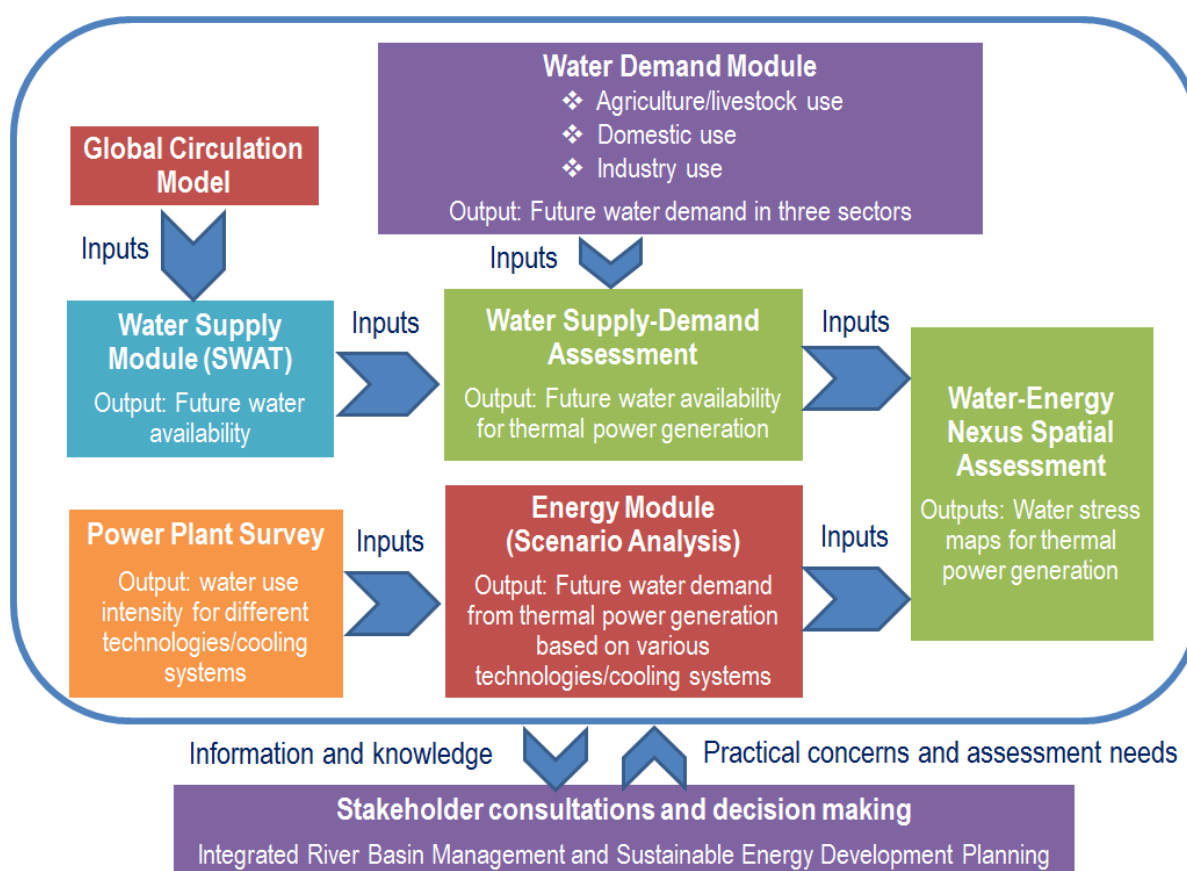 Water Demand Module
❖ Agriculture/livestock use
❖ Domestic use
❖ Industry use
Output: Future water demand in three sectors
Global Circulation
Model
Inputs
Inputs
Water Supply
Module (SWAT)
Output: Future water
availability
Inputs
Water Supply-Demand
Assessment
Output: Future water availability
for thermal power generation
Inputs
Water-Energy
Nexus Spatial
Assessment
Outputs: Water stress
maps for thermal
power generation
Power Plant Survey
Output: water use
intensity for different
technologies/cooling
systems
Inputs
Energy Module
(Scenario Analysis)
Output: Future water demand
from thermal power generation
based on various
technologies/cooling systems
Inputs
Information and knowledge
Practical concerns and assessment needs
Stakeholder consultations and decision making
Integrated River Basin Management and Sustainable Energy Development Planning